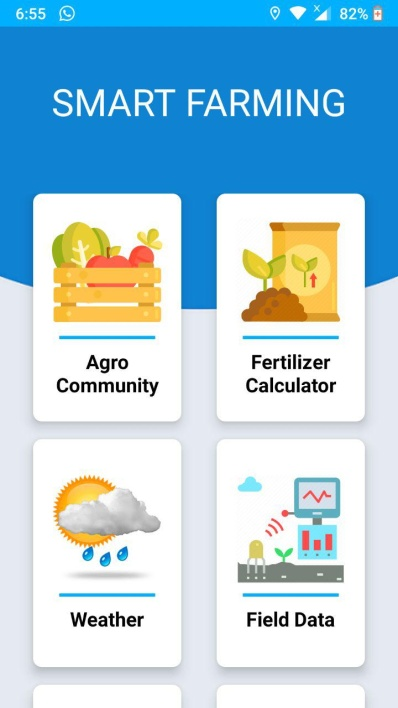 6:55
82%
SMART FARMING
Agro
Community
Fertilizer
Calculator
Weather
Field Data